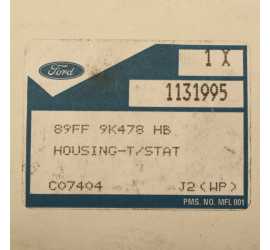 1 X
Ford
1131995
89FF 9K478 HB
HOUSING-T/STAT
C07404 J2(WP)
PMS. NO. MFL 001